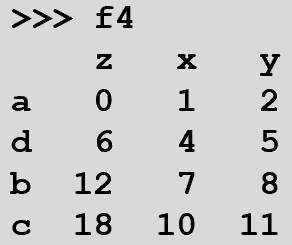 >>> f4
    z   x   y
a   0   1   2
d   6   4   5
b  12   7   8
c  18  10  11